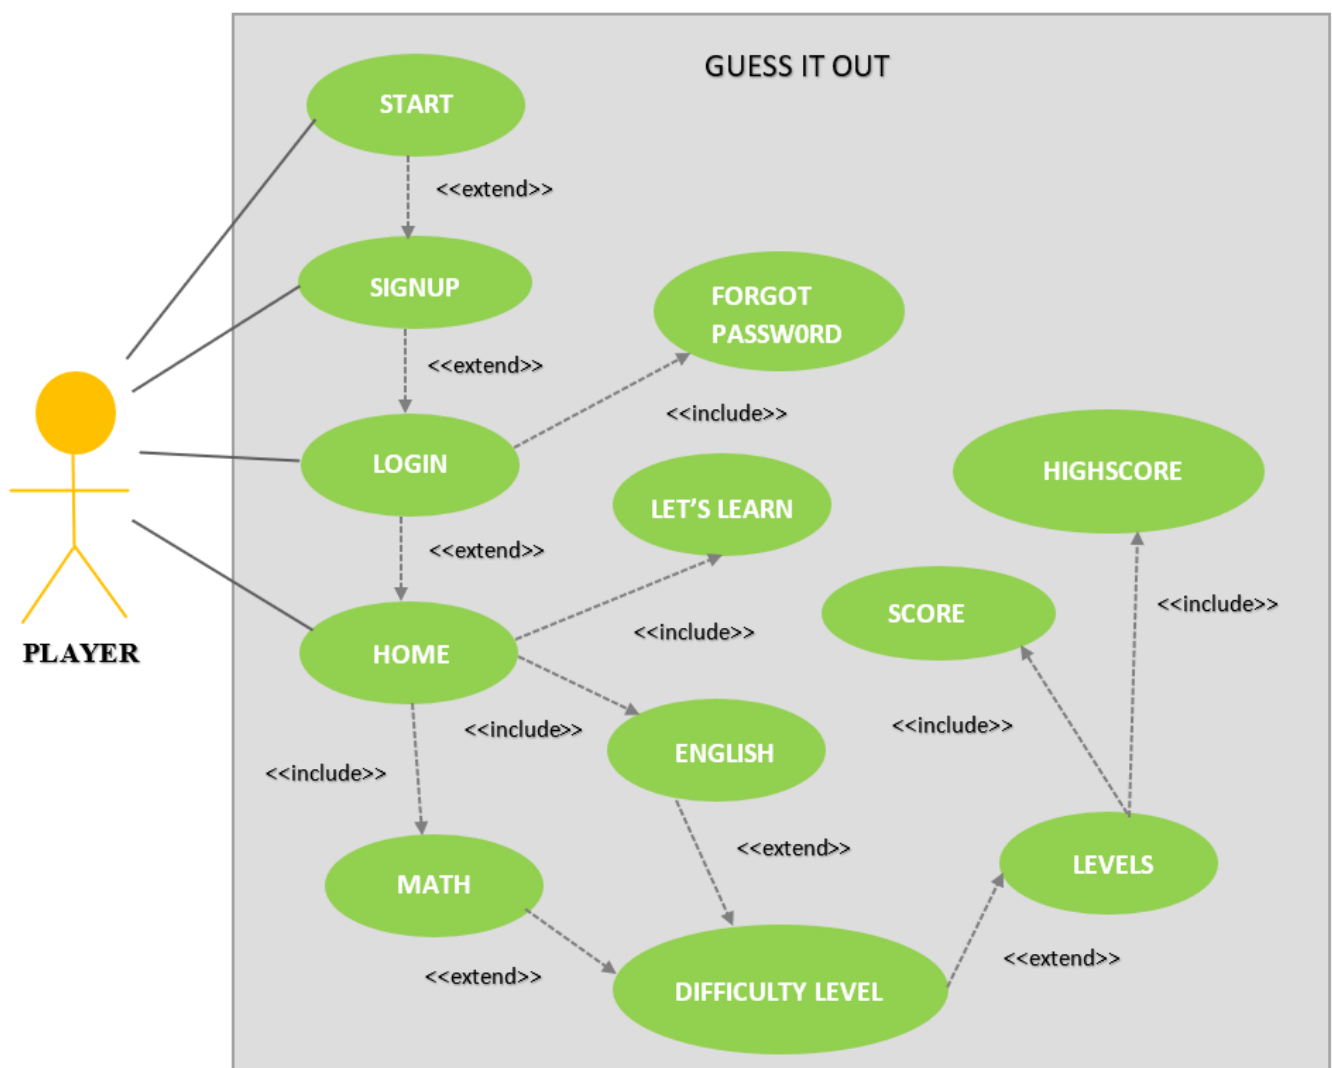 GUESS IT OUT
START
<<extend>>
SIGNUP
FORGOT
PASSW0RD
<<extend>>
<<include>>
LOGIN
HIGHSCORE
LET'S LEARN
<<extend>>
<<include>>
SCORE
<<include>>
HOME
PLAYER
<<include>>
<<include>>
ENGLISH
<<include>>
<<include>>
<<extend>>
LEVELS
MATH
<<extend>>
<<extend>>
DIFFICULTY LEVEL